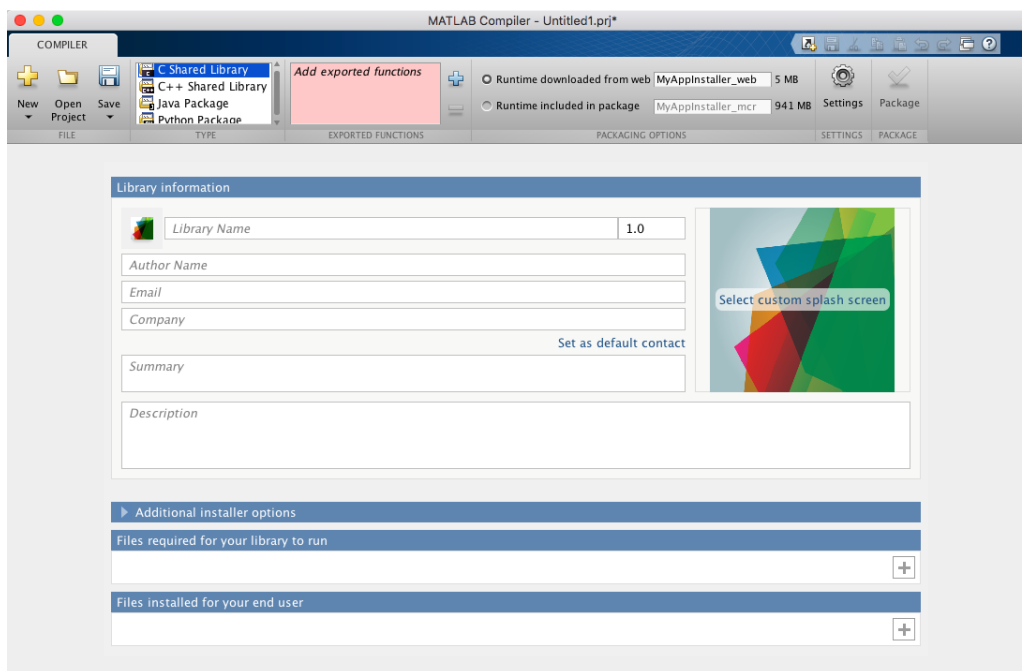 MATLAB Compiler - Untitled1.prj*
COMPILER
New
Open Project
Save
FILE
C Shared Library
C++ Shared Library
Java Package
Python Package
TYPE
Add exported functions
EXPORTED FUNCTIONS
Runtime downloaded from web MyAppInstaller_web 5 MB
Runtime included in package MyAppInstaller_mcr 941 MB
PACKAGING OPTIONS
Settings
SETTINGS
Package
PACKAGE
Library information
Library Name 1.0
Author Name
Email
Company
Set as default contact
Select custom splash screen
Summary
Description
Additional installer options
Files required for your library to run
Files installed for your end user